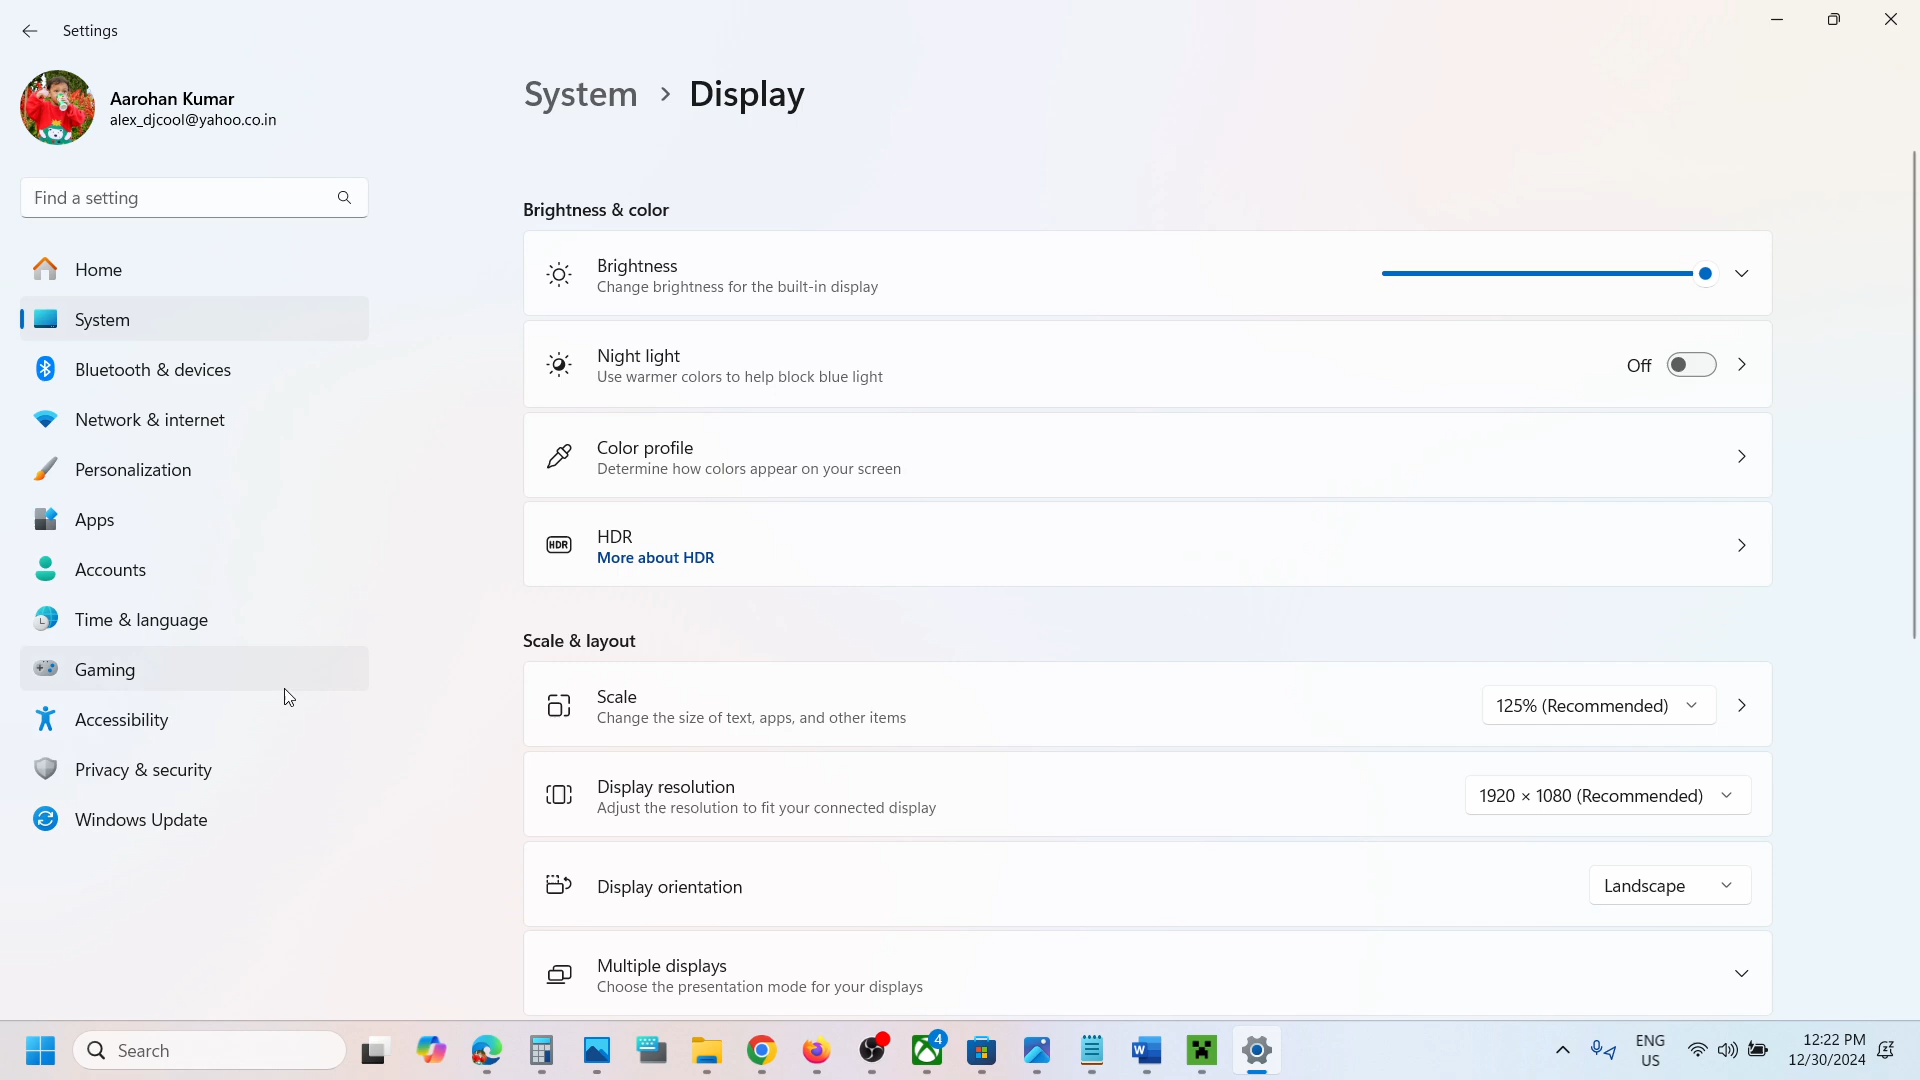 Settings
Aarohan Kumar
alex_djcool@yahoo.co.in
Find a setting
Home
System
Bluetooth & devices
Network & internet
Personalization
Apps
Accounts
Time & language
Gaming
Accessibility
Privacy & security
Windows Update
System > Display
Brightness & color
Brightness
Change brightness for the built-in display
Night light
Use warmer colors to help block blue light
Off
Color profile
Determine how colors appear on your screen
HDR
HDR
More about HDR
Scale & layout
Scale
Change the size of text, apps, and other items
125% (Recommended)
Display resolution
Adjust the resolution to fit your connected display
1920 × 1080 (Recommended)
Display orientation
Landscape
Multiple displays
Choose the presentation mode for your displays
Search
4
W
ENG
US
12:22 PM
12/30/2024